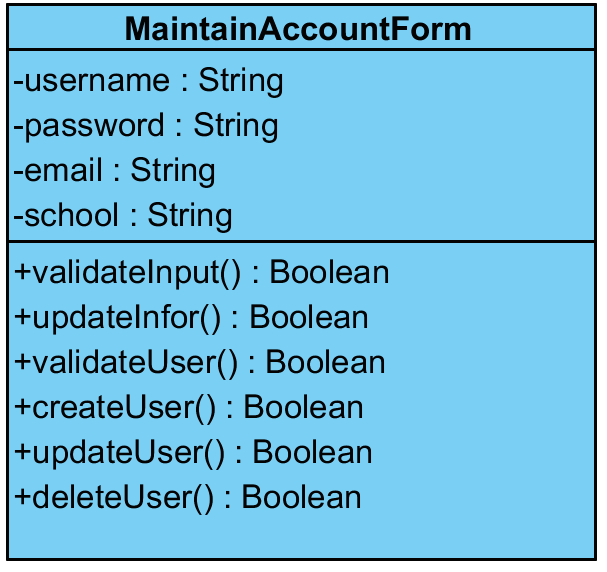 MaintainAccountForm
-username : String
-password : String
-email : String
-school : String
+validateInput() : Boolean
+updateInfor() : Boolean
+validateUser() : Boolean
+createUser() : Boolean
+updateUser() : Boolean
+deleteUser() : Boolean